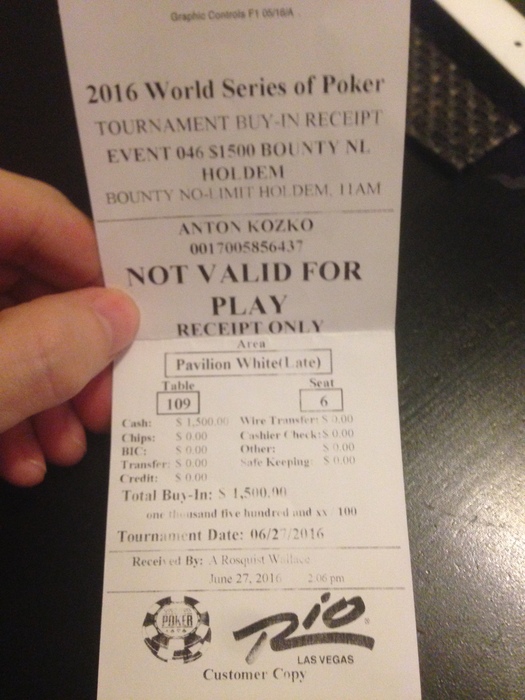 Graphic Controls F1 05/16/A
2016 World Series of Poker
TOURNAMENT BUY-IN RECEIPT
EVENT 046 $1500 BOUNTY NL
HOLDEM
BOUNTY NO-LIMIT HOLDEM, 11AM
ANTON KOZKO
0017005856437
NOT VALID FOR
PLAY
RECEIPT ONLY
Area
Pavilion White(Late)
Table Seat
109 6
Cash: $ 1,500.00 Wire Transfer: $ 0.00
Chips: $ 0.00 Cashier Check: $ 0.00
BIC: $ 0.00 Other: $ 0.00
Transfer: $ 0.00 Safe Keeping: $ 0.00
Credit: $ 0.00
Total Buy-In: $ 1,500.00
one thousand five hundred and xx 100
Tournament Date: 06/27/2016
Received By: A Rosquist Wallace
June 27, 2016 2:06 pm
POKER
Rio
LAS VEGAS
Customer Copy